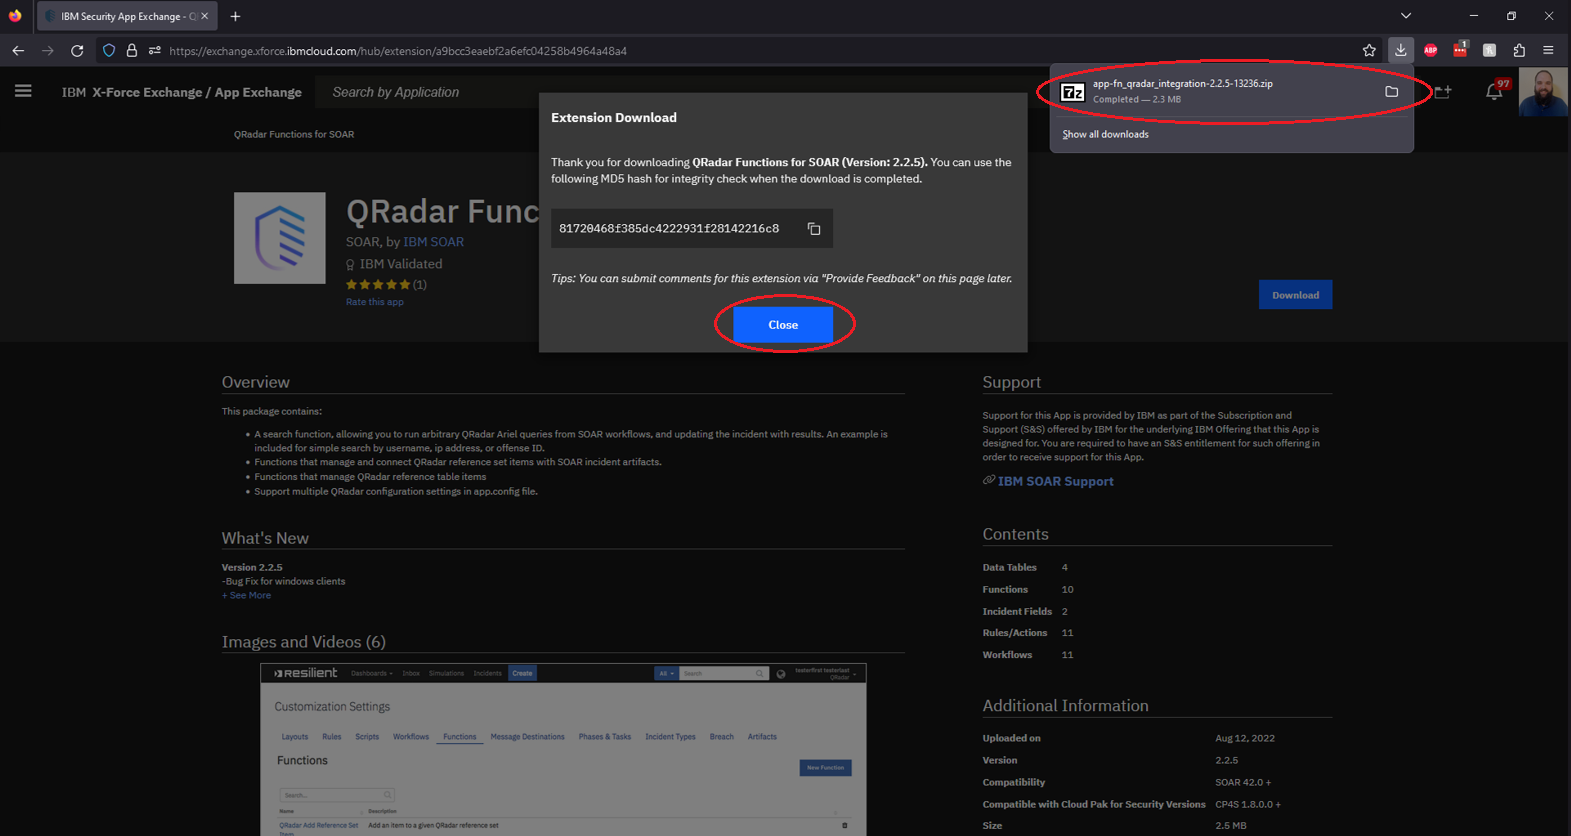 IBM Security App Exchange - Q
https://exchange.xforce.ibmcloud.com/hub/extension/a9bcc3eaebf2a6efc04258b4964a48a4
ABP
1
IBM X-Force Exchange / App Exchange
Search by Application
7z
app-fn_qradar_integration-2.2.5-13236.zip
Completed — 2.3 MB
Show all downloads
97
QRadar Functions for SOAR
Extension Download
Thank you for downloading QRadar Functions for SOAR (Version: 2.2.5). You can use the
following MD5 hash for integrity check when the download is completed.
81720468f385dc4222931f28142216c8
Tips: You can submit comments for this extension via "Provide Feedback" on this page later.
Close
QRadar Func
SOAR, by IBM SOAR
IBM Validated
(1)
Rate this app
Download
Overview
This package contains:
• A search function, allowing you to run arbitrary QRadar Ariel queries from SOAR workflows, and updating the incident with results. An example is
included for simple search by username, ip address, or offense ID.
• Functions that manage and connect QRadar reference set items with SOAR incident artifacts.
• Functions that manage QRadar reference table items
• Support multiple QRadar configuration settings in app.config file.
What's New
Version 2.2.5
-Bug Fix for windows clients
+ See More
Images and Videos (6)
Resilient Dashboards Inbox Simulations Incidents Create All Search testerfirst testerlast
QRadar
Customization Settings
Layouts Rules Scripts Workflows Functions Message Destinations Phases & Tasks Incident Types Breach Artifacts
Functions
New Function
Search...
Name Description
QRadar Add Reference Set Add an item to a given QRadar reference set
Item
Support
Support for this App is provided by IBM as part of the Subscription and
Support (S&S) offered by IBM for the underlying IBM Offering that this App is
designed for. You are required to have an S&S entitlement for such offering in
order to receive support for this App.
IBM SOAR Support
Contents
Data Tables 4
Functions 10
Incident Fields 2
Rules/Actions 11
Workflows 11
Additional Information
Uploaded on Aug 12, 2022
Version 2.2.5
Compatibility SOAR 42.0 +
Compatible with Cloud Pak for Security Versions CP4S 1.8.0.0 +
Size 2.5 MB